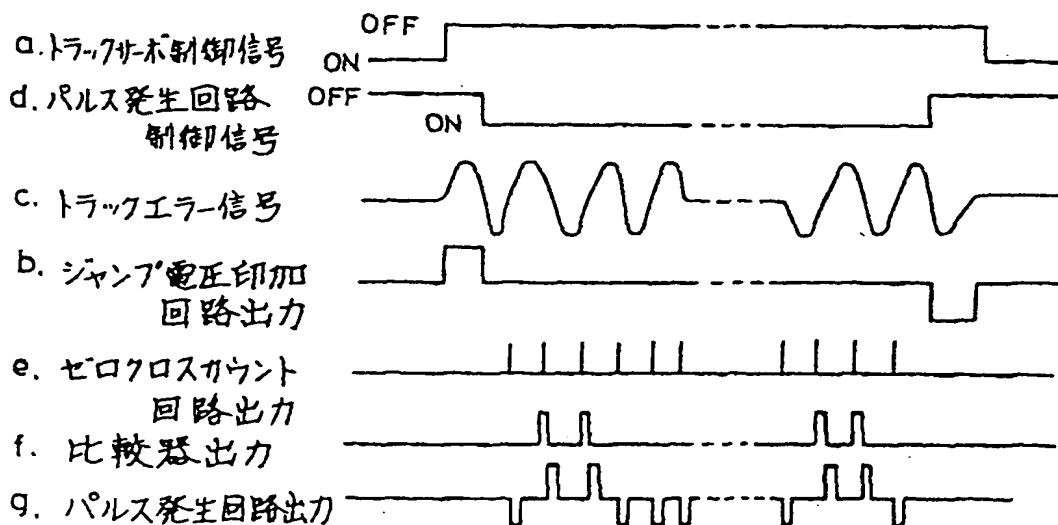 OFF
a. トラックサーボ制御信号
ON
d. パルス発生回路
OFF
制御信号
ON
c. トラックエラー信号
b. ジャンプ電圧印加
回路出力
e. ゼロクロスカウント
回路出力
f. 比較器出力
g. パルス発生回路出力